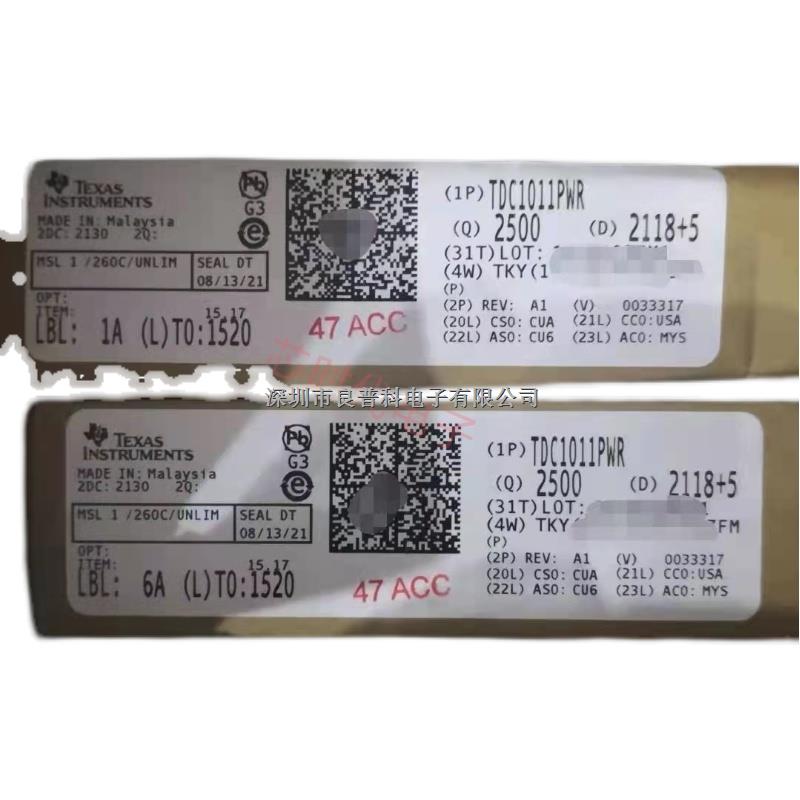 TEXAS
INSTRUMENTS
MADE IN: Malaysia
2DC: 2130 2Q:
MSL 1 /260C/UNLIM
SEAL DT
08/13/21
OPT:
ITEM:
15.17
LBL: 1A (L)TO:1520
Pb
G3
e
47 ACC
(1P) TDC1011PWR
(Q) 2500 (D) 2118+5
(31T)LOT:
(4W) TKY(1
(P)
(2P) REV: A1 (V) 0033317
(20L) CSO: CUA (21L) CCO:USA
(22L) ASO: CU6 (23L) ACO: MYS
深圳市良普科电子有限公司
TEXAS
INSTRUMENTS
MADE IN: Malaysia
2DC: 2130 2Q:
MSL 1 /260C/UNLIM
SEAL DT
08/13/21
OPT:
ITEM:
15.17
LBL: 6A (L)TO:1520
Pb
G3
e
47 ACC
(1P) TDC1011PWR
(Q) 2500 (D) 2118+5
(31T)LOT:
(4W) TKY
(P)
(2P) REV: A1 (V) 0033317
(20L) CSO: CUA (21L) CCO:USA
(22L) ASO: CU6 (23L) ACO: MYS